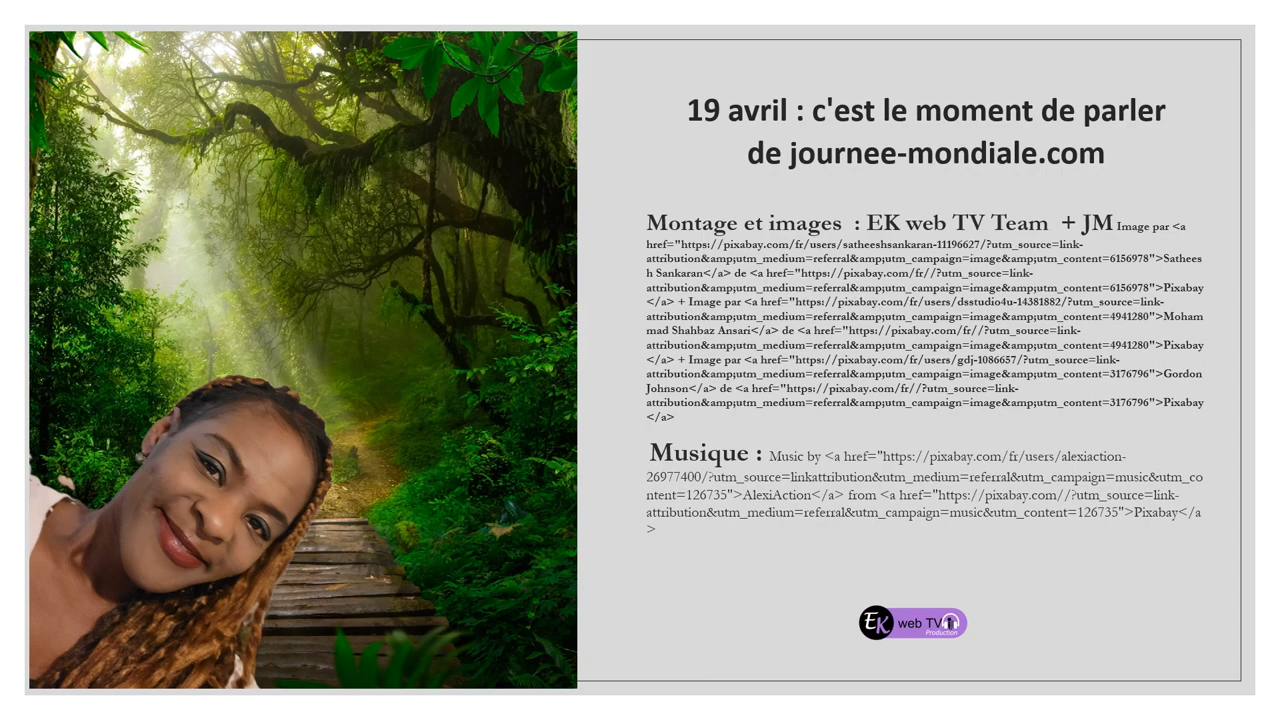 19 avril : c'est le moment de parler
de journee-mondiale.com
Montage et images : EK web TV Team + JM Image par <a
href="https://pixabay.com/fr/users/satheeshsankaran-11196627/?utm_source=link-
attribution&amp;utm_medium=referral&amp;utm_campaign=image&amp;utm_content=6156978">Sathees
h Sankaran</a> de <a href="https://pixabay.com/fr//?utm_source=link-
attribution&amp;utm_medium=referral&amp;utm_campaign=image&amp;utm_content=6156978">Pixabay
</a> + Image par <a href="https://pixabay.com/fr/users/dsstudio4u-14381882/?utm_source=link-
attribution&amp;utm_medium=referral&amp;utm_campaign=image&amp;utm_content=4941280">Moham
mad Shahbaz Ansari</a> de <a href="https://pixabay.com/fr//?utm_source=link-
attribution&amp;utm_medium=referral&amp;utm_campaign=image&amp;utm_content=4941280">Pixabay
</a> + Image par <a href="https://pixabay.com/fr/users/gdj-1086657/?utm_source=link-
attribution&amp;utm_medium=referral&amp;utm_campaign=image&amp;utm_content=3176796">Gordon
Johnson</a> de <a href="https://pixabay.com/fr//?utm_source=link-
attribution&amp;utm_medium=referral&amp;utm_campaign=image&amp;utm_content=3176796">Pixabay
</a>
Musique : Music by <a href="https://pixabay.com/fr/users/alexiaction-
26977400/?utm_source=linkattribution&utm_medium=referral&utm_campaign=music&utm_co
ntent=126735">AlexiAction</a> from <a href="https://pixabay.com//?utm_source=link-
attribution&utm_medium=referral&utm_campaign=music&utm_content=126735">Pixabay</a
>
EK web TV
Production